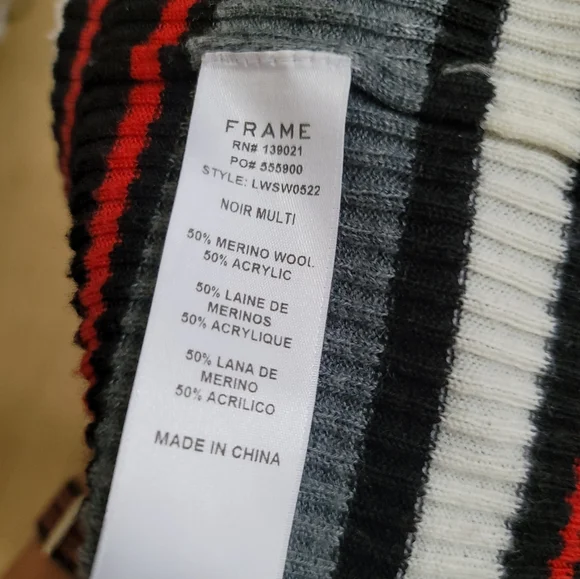 FRAME
RN# 139021
PO# 555900
STYLE: LWSW0522
NOIR MULTI
50% MERINO WOOL
50% ACRYLIC
50% LAINE DE
MERINOS
50% ACRYLIQUE
50% LANA DE
MERINO
50% ACRILICO
MADE IN CHINA